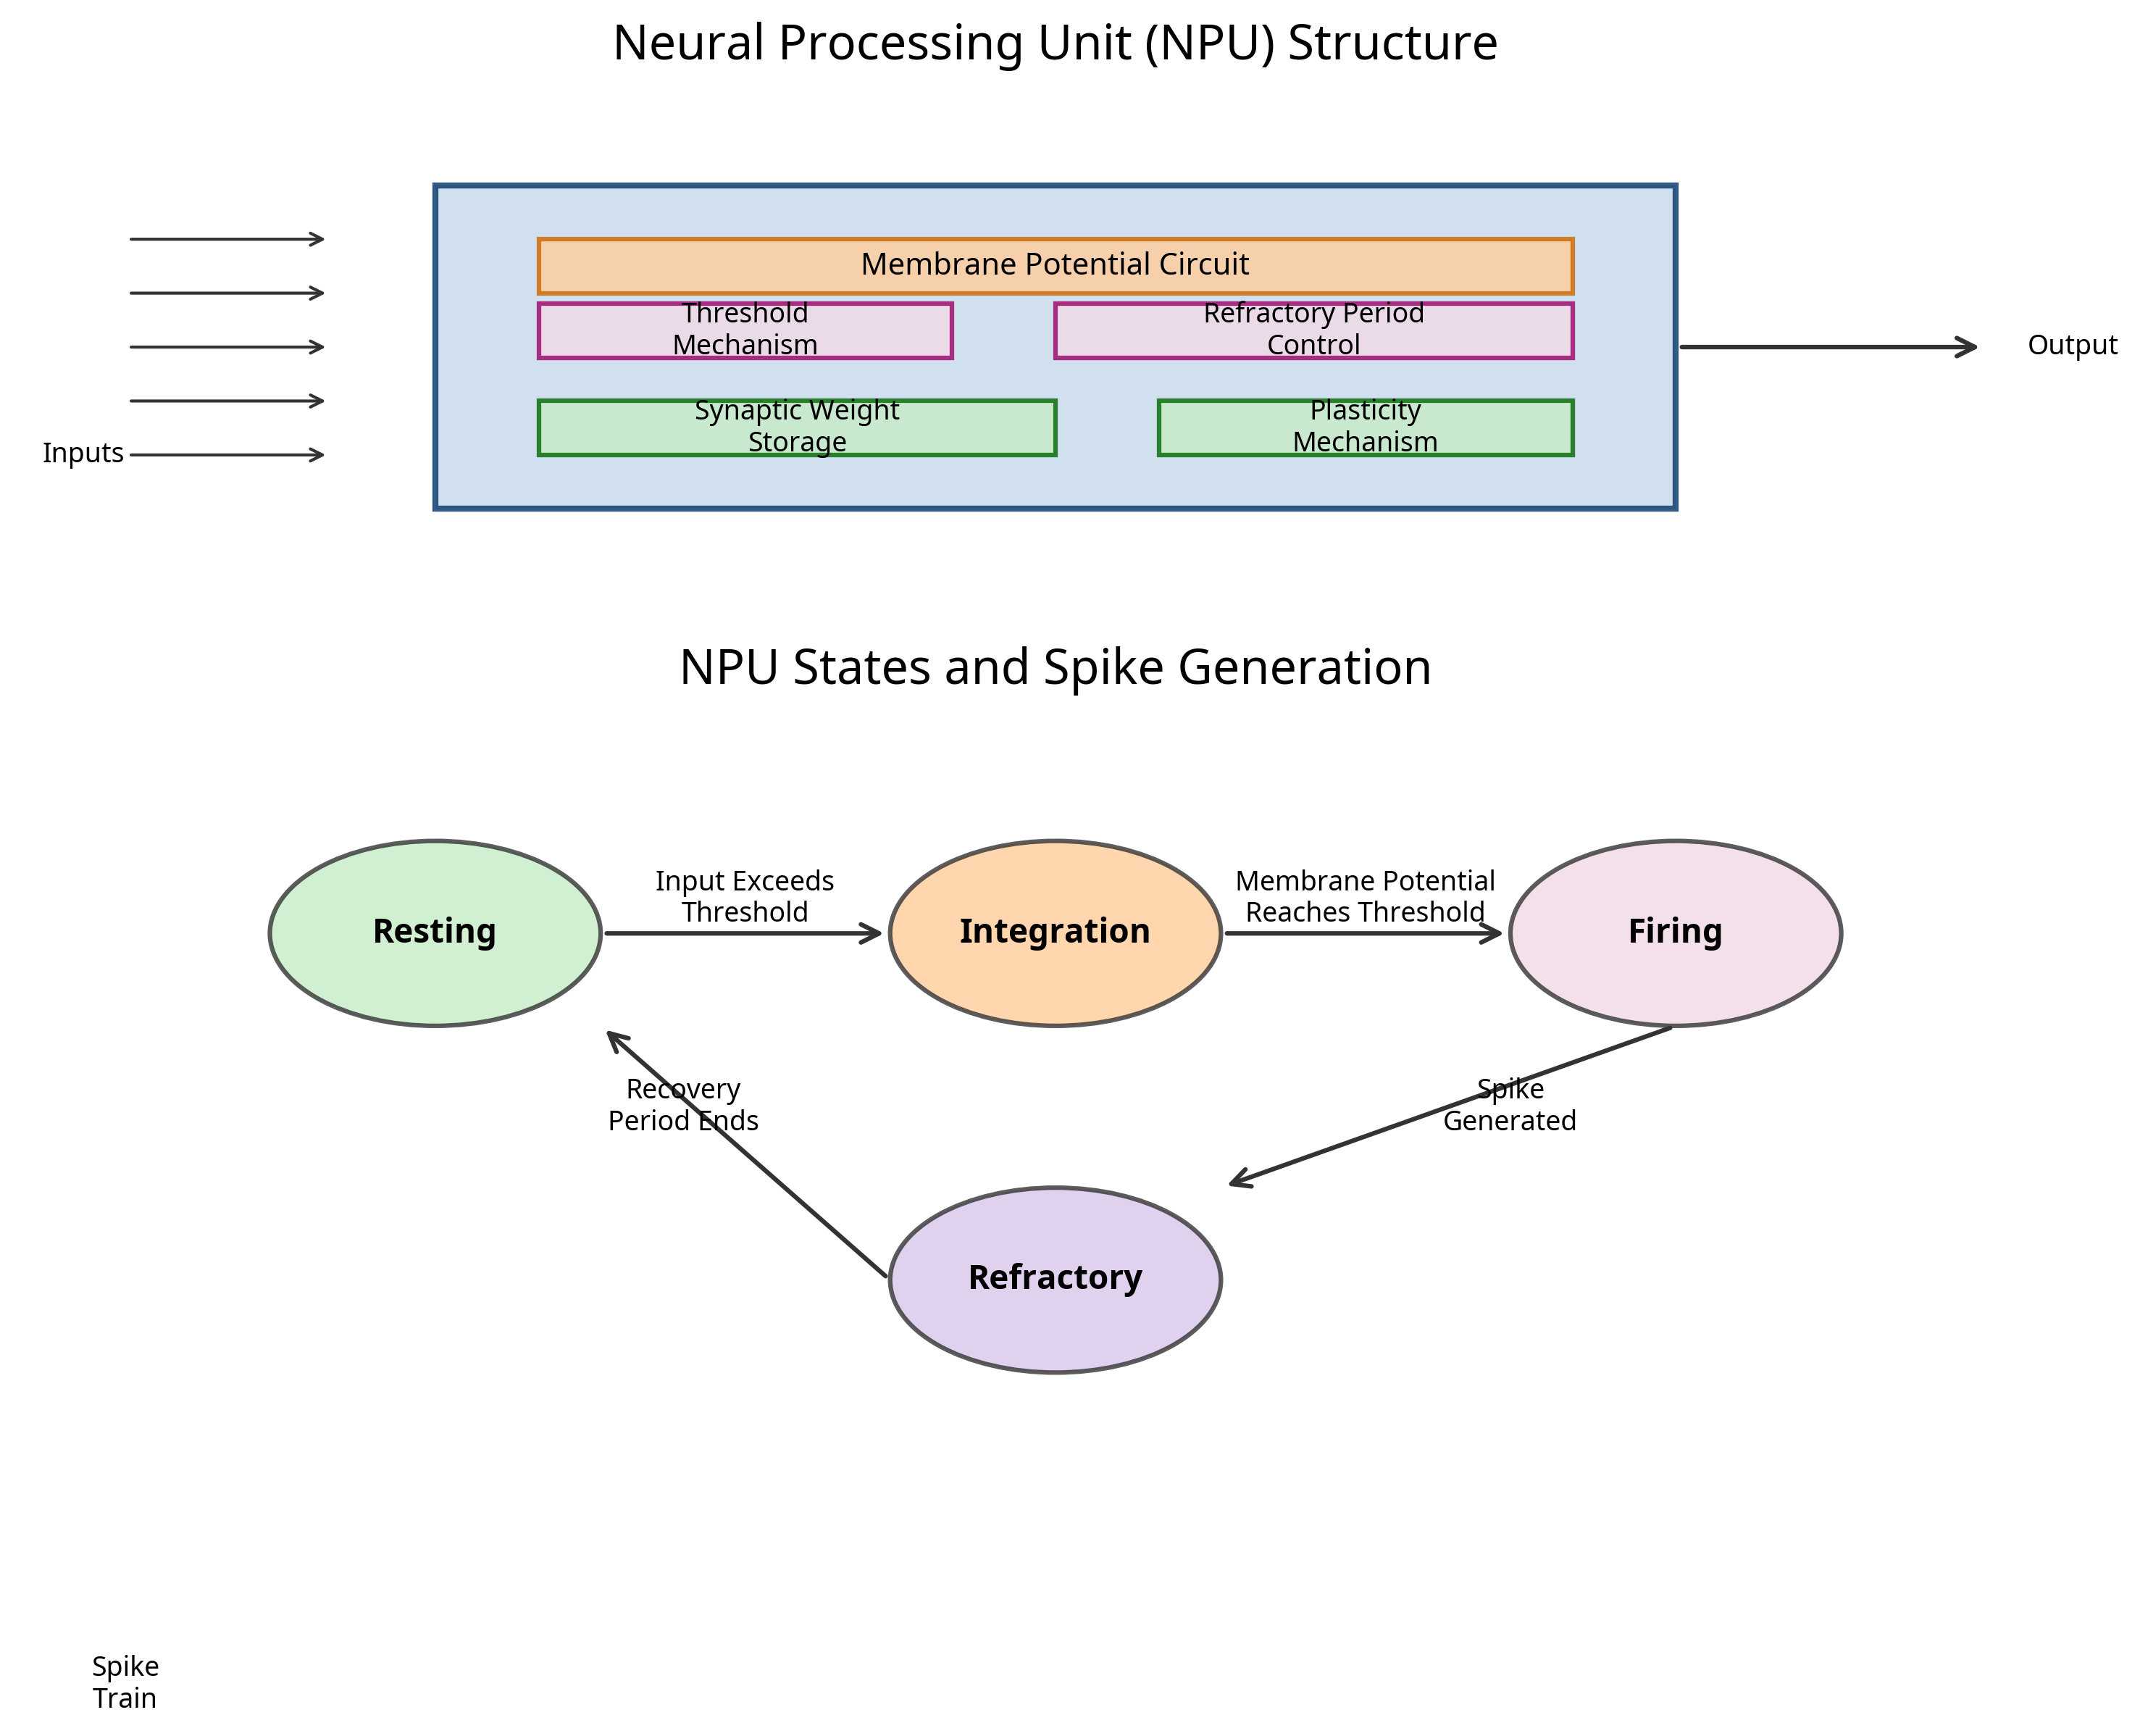 Neural Processing Unit (NPU) Structure
Membrane Potential Circuit
Threshold
Mechanism
Refractory Period
Control
Output
Synaptic Weight
Storage
Plasticity
Mechanism
Inputs
NPU States and Spike Generation
Input Exceeds
Threshold
Membrane Potential
Reaches Threshold
Resting
Integration
Firing
Recovery
Period Ends
Spike
Generated
Refractory
Spike
Train